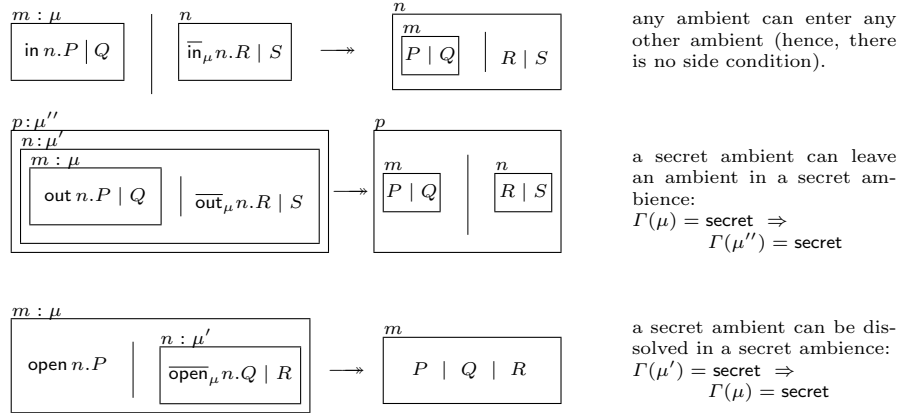 m : μ
n
n
in n.P | Q
|
in̅_μ n.R | S
m
P | Q
|
R | S
any ambient can enter any
other ambient (hence, there
is no side condition).
p : μ''
n : μ'
m : μ
out n.P | Q
|
out̅_μ n.R | S
p
m
n
P | Q
|
R | S
a secret ambient can leave
an ambient in a secret am-
bience:
Γ(μ) = secret ⇒
Γ(μ'') = secret
m : μ
open n.P
|
n : μ'
open̅_μ n.Q | R
m
P | Q | R
a secret ambient can be dis-
solved in a secret ambience:
Γ(μ') = secret ⇒
Γ(μ) = secret